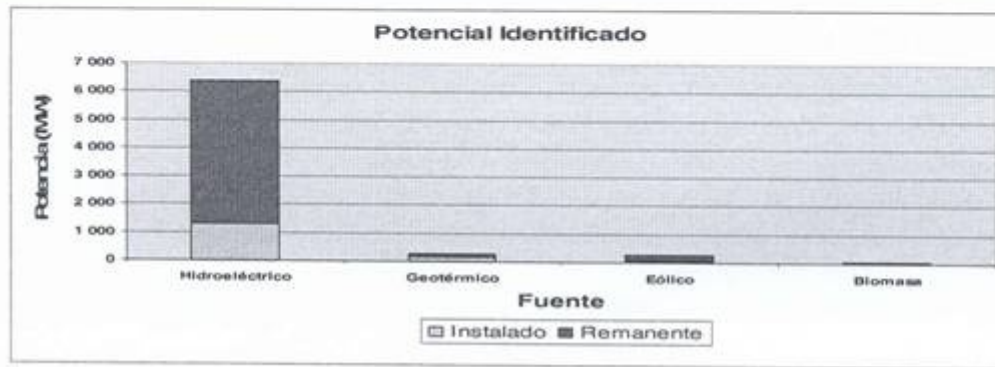 Potencial Identificado
Potencia (MW)
7 000
6 000
5 000
4 000
3 000
2 000
1 000
0
Hidroeléctrico Geotérmico Eólico Biomasa
Fuente
Instalado Remanente